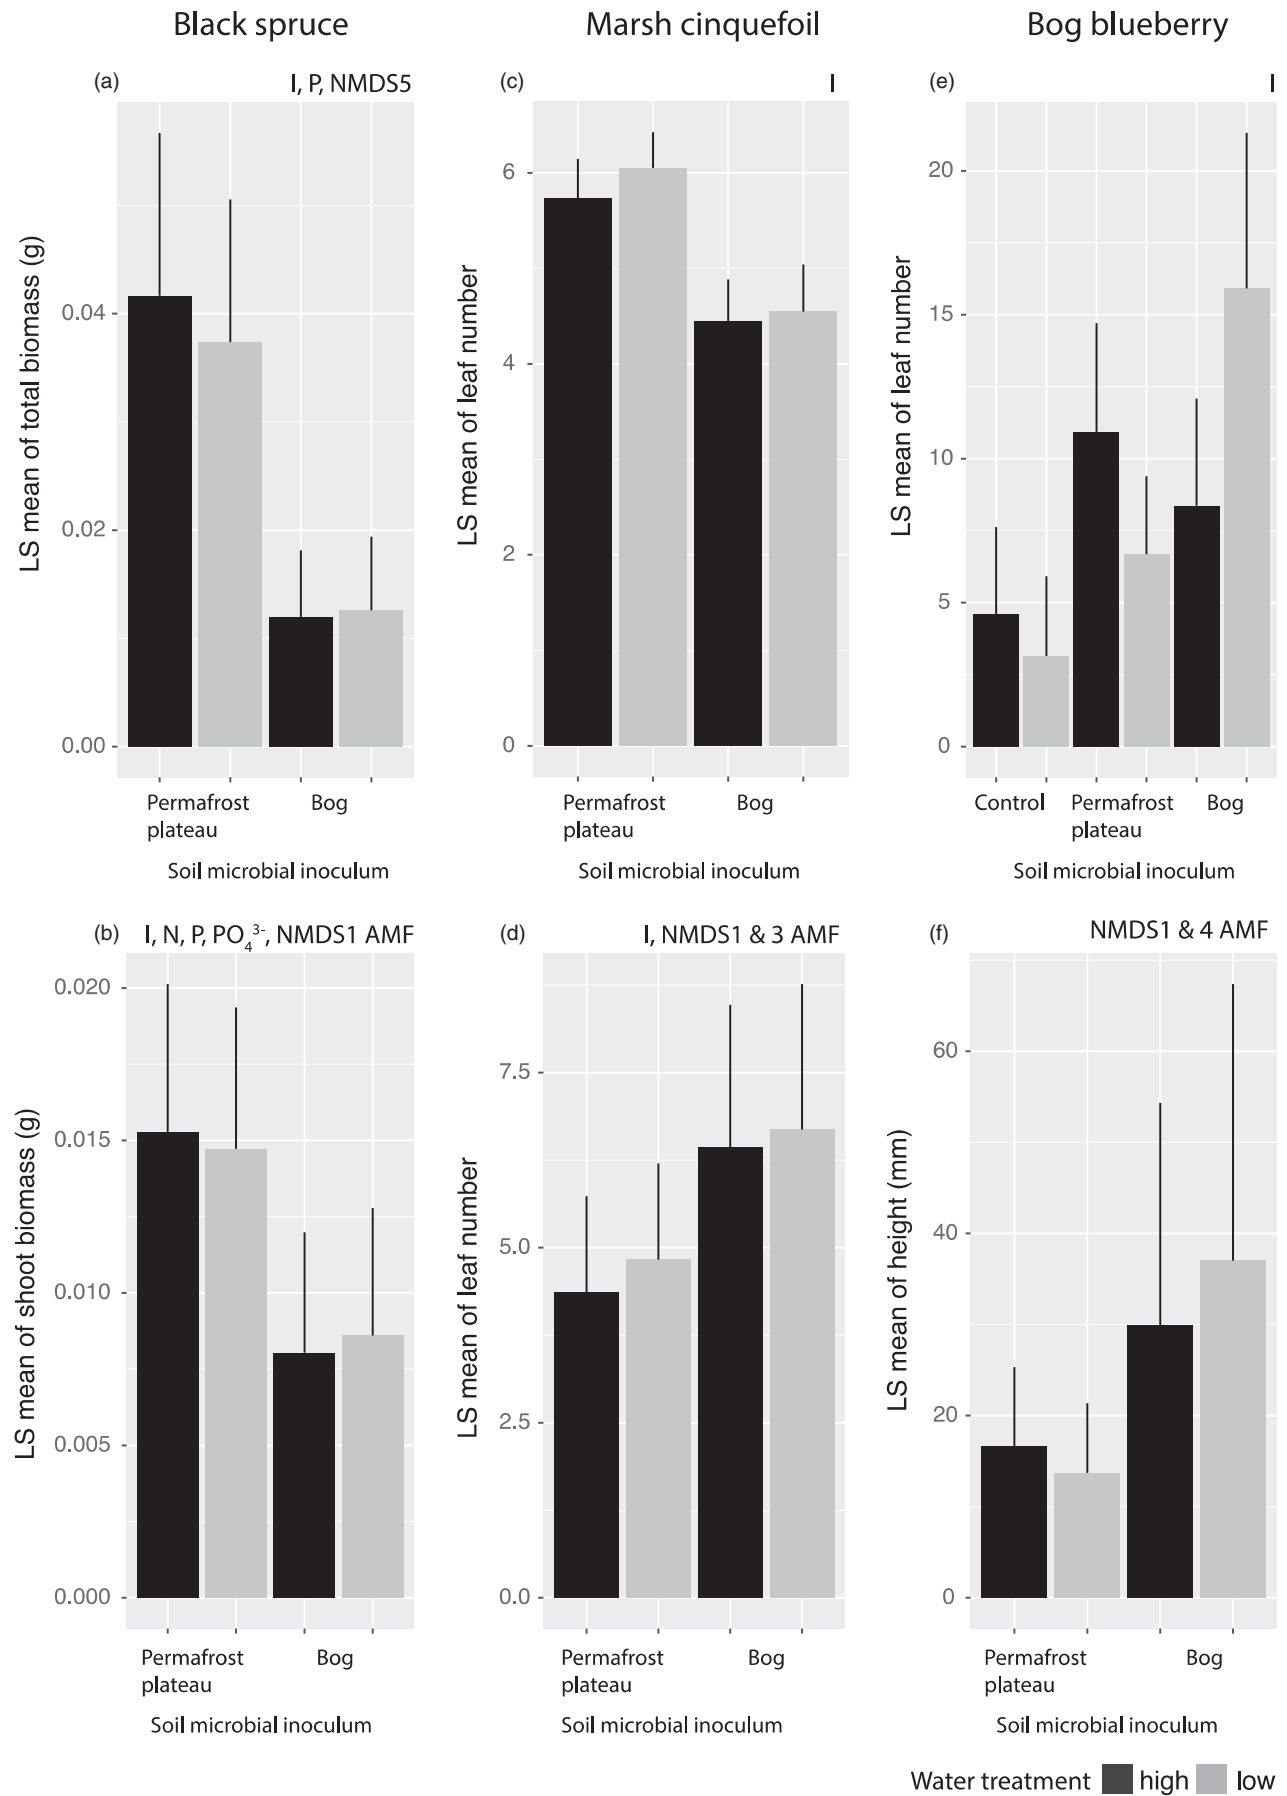 Black spruce
Marsh cinquefoil
Bog blueberry
(a)
I, P, NMDS5
LS mean of total biomass (g)
0.04
0.02
0.00
Permafrost
plateau
Bog
Soil microbial inoculum
(c)
I
LS mean of leaf number
6
4
2
0
Permafrost
plateau
Bog
Soil microbial inoculum
(e)
I
LS mean of leaf number
20
15
10
5
0
Control
Permafrost
plateau
Bog
Soil microbial inoculum
(b)
I, N, P, PO₄³⁻, NMDS1 AMF
LS mean of shoot biomass (g)
0.020
0.015
0.010
0.005
0.000
Permafrost
plateau
Bog
Soil microbial inoculum
(d)
I, NMDS1 & 3 AMF
LS mean of leaf number
7.5
5.0
2.5
0.0
Permafrost
plateau
Bog
Soil microbial inoculum
(f)
NMDS1 & 4 AMF
LS mean of height (mm)
60
40
20
0
Permafrost
plateau
Bog
Soil microbial inoculum
Water treatment high low